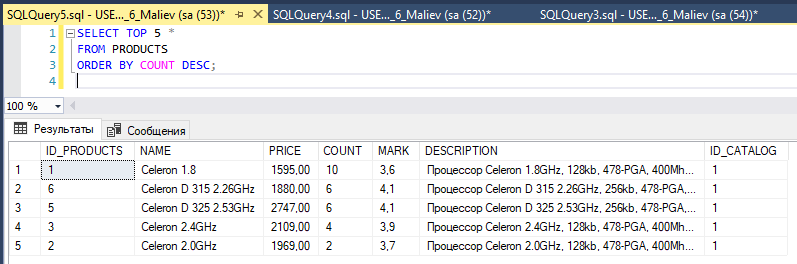 SQLQuery5.sql - USE..._6_Maliev (sa (53))* SQLQuery4.sql - USE..._6_Maliev (sa (52))* SQLQuery3.sql - USE..._6_Maliev (sa (54))*
1 SELECT TOP 5 *
2 FROM PRODUCTS
3 ORDER BY COUNT DESC;
4
100 %
Результаты Сообщения
ID_PRODUCTS NAME PRICE COUNT MARK DESCRIPTION ID_CATALOG
1 1 Celeron 1.8 1595,00 10 3,6 Процессор Celeron 1.8GHz, 128kb, 478-PGA, 400Mh... 1
2 6 Celeron D 315 2.26GHz 1880,00 6 4,1 Процессор Celeron D 315 2.26GHz, 256kb, 478-PGA, ... 1
3 5 Celeron D 325 2.53GHz 2747,00 6 4,1 Процессор Celeron D 325 2.53GHz, 256kb, 478-PGA, ... 1
4 3 Celeron 2.4GHz 2109,00 4 3,9 Процессор Celeron 2.4GHz, 128kb, 478-PGA, 400Mh... 1
5 2 Celeron 2.0GHz 1969,00 2 3,7 Процессор Celeron 2.0GHz, 128kb, 478-PGA, 400Mh... 1